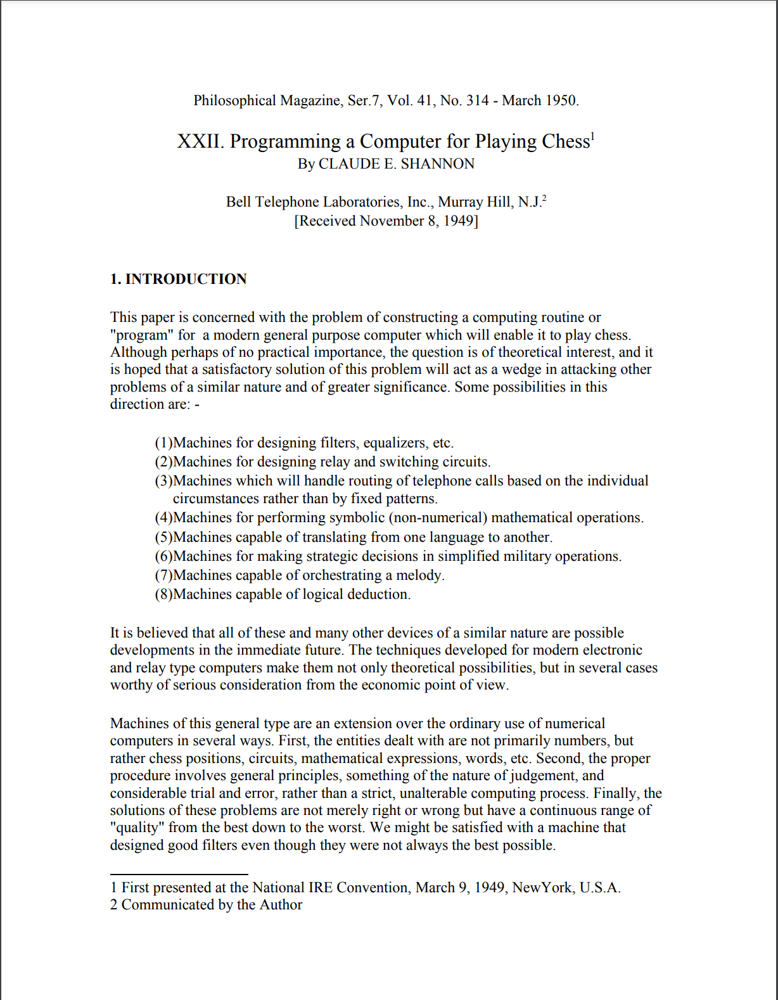 Philosophical Magazine, Ser.7, Vol. 41, No. 314 - March 1950.
XXII. Programming a Computer for Playing Chess1
By CLAUDE E. SHANNON
Bell Telephone Laboratories, Inc., Murray Hill, N.J.2
[Received November 8, 1949]
1. INTRODUCTION
This paper is concerned with the problem of constructing a computing routine or
"program" for  a modern general purpose computer which will enable it to play chess.
Although perhaps of no practical importance, the question is of theoretical interest, and it
is hoped that a satisfactory solution of this problem will act as a wedge in attacking other
problems of a similar nature and of greater significance. Some possibilities in this
direction are: -
(1)Machines for designing filters, equalizers, etc.
(2)Machines for designing relay and switching circuits.
(3)Machines which will handle routing of telephone calls based on the individual
circumstances rather than by fixed patterns.
(4)Machines for performing symbolic (non-numerical) mathematical operations.
(5)Machines capable of translating from one language to another.
(6)Machines for making strategic decisions in simplified military operations.
(7)Machines capable of orchestrating a melody.
(8)Machines capable of logical deduction.
It is believed that all of these and many other devices of a similar nature are possible
developments in the immediate future. The techniques developed for modern electronic
and relay type computers make them not only theoretical possibilities, but in several cases
worthy of serious consideration from the economic point of view.
Machines of this general type are an extension over the ordinary use of numerical
computers in several ways. First, the entities dealt with are not primarily numbers, but
rather chess positions, circuits, mathematical expressions, words, etc. Second, the proper
procedure involves general principles, something of the nature of judgement, and
considerable trial and error, rather than a strict, unalterable computing process. Finally, the
solutions of these problems are not merely right or wrong but have a continuous range of
"quality" from the best down to the worst. We might be satisfied with a machine that
designed good filters even though they were not always the best possible.
1 First presented at the National IRE Convention, March 9, 1949, NewYork, U.S.A.
2 Communicated by the Author